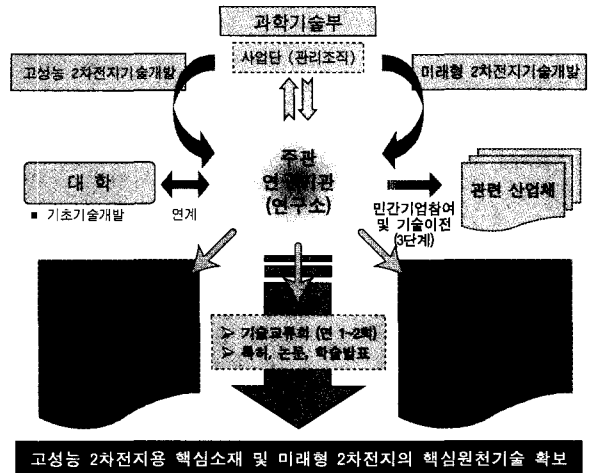 과학기술부
사업단 (관리조직)
고성능 2차전지기술개발
미래형 2차전지기술개발
주관
연구기관
(연구소)
대 학
■ 기초기술개발
연계
민간기업참여
및 기술이전
(3단계)
관련 산업체
➢ 기술교류회 (연 1~2회)
➢ 특허, 논문, 학술발표
고성능 2차전지용 핵심소재 및 미래형 2차전지의 핵심원천기술 확보